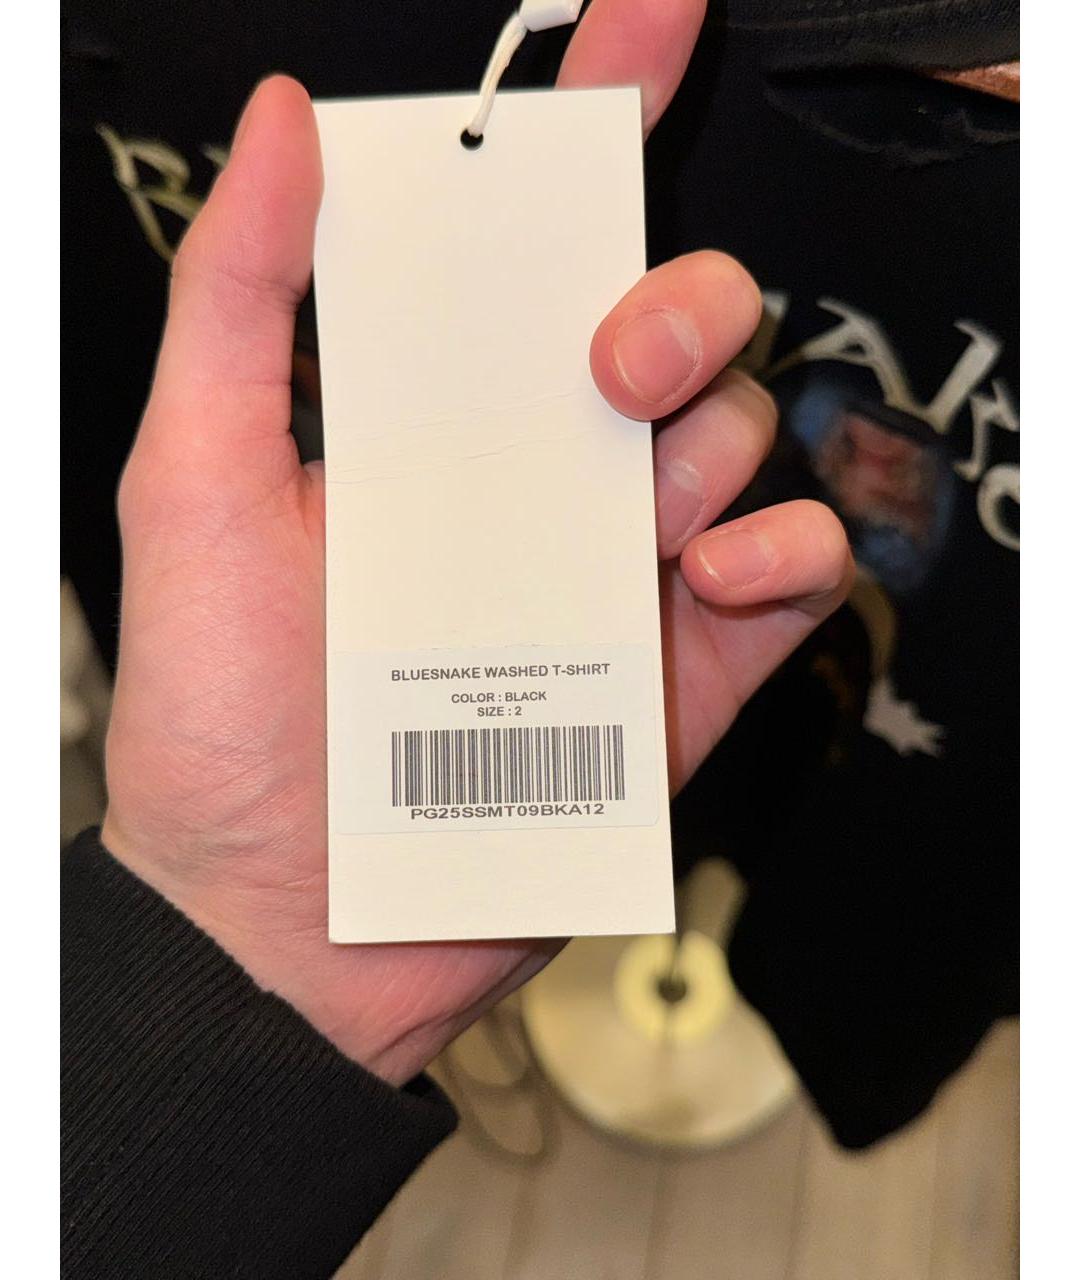 BLUESNAKE WASHED T-SHIRT
COLOR : BLACK
SIZE : 2
PG25SSMT09BKA12